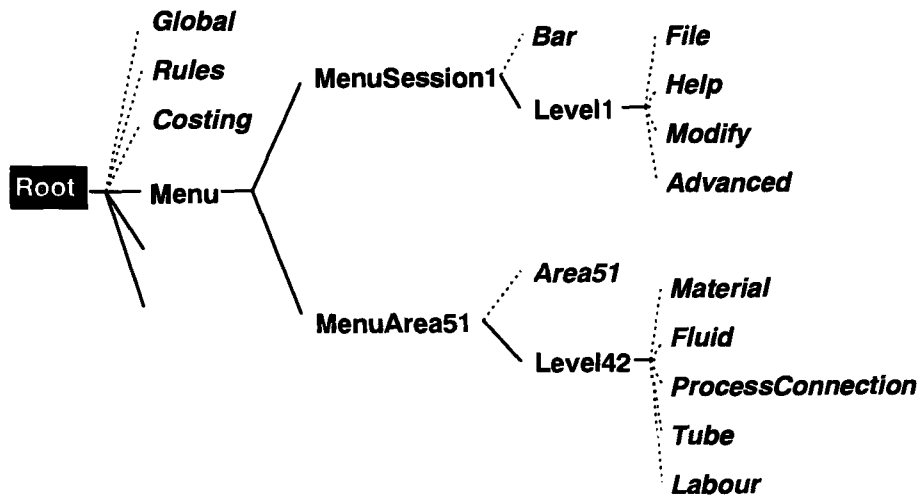 Global
Rules
Costing
Root
Menu
MenuSession1
Bar
Level1
File
Help
Modify
Advanced
MenuArea51
Area51
Level42
Material
Fluid
ProcessConnection
Tube
Labour